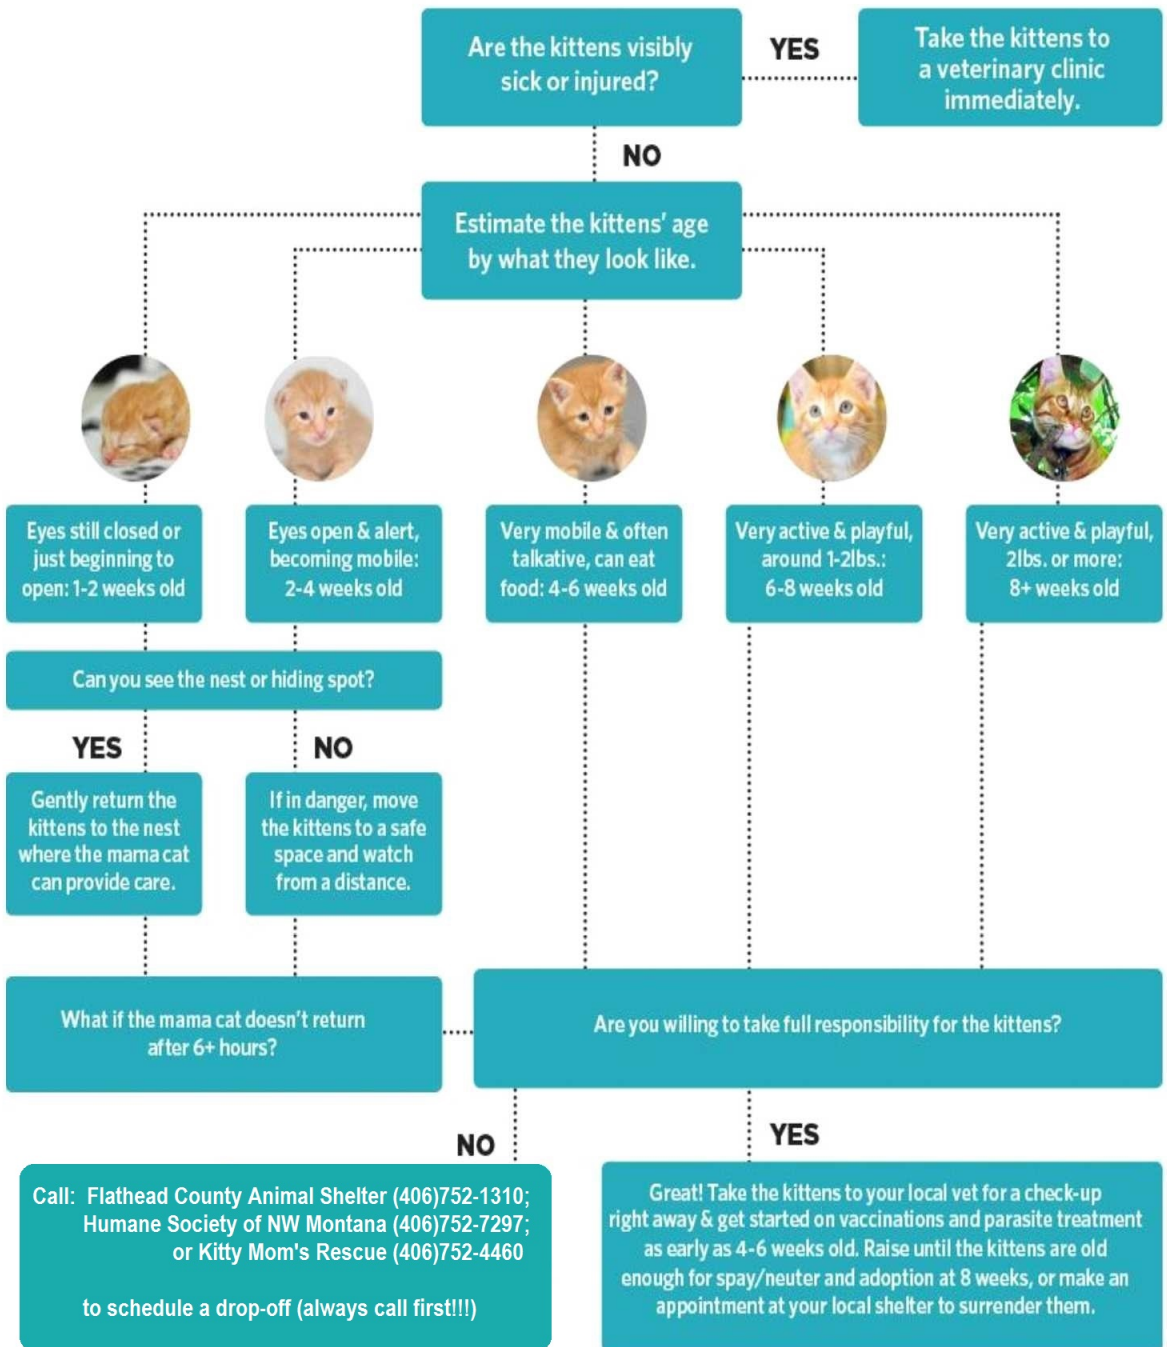 Are the kittens visibly
sick or injured?
YES
Take the kittens to
a veterinary clinic
immediately.
NO
Estimate the kittens' age
by what they look like.
Eyes still closed or
just beginning to
open: 1-2 weeks old
Eyes open & alert,
becoming mobile:
2-4 weeks old
Very mobile & often
talkative, can eat
food: 4-6 weeks old
Very active & playful,
around 1-2lbs.:
6-8 weeks old
Very active & playful,
2lbs. or more:
8+ weeks old
Can you see the nest or hiding spot?
YES
NO
Gently return the
kittens to the nest
where the mama cat
can provide care.
If in danger, move
the kittens to a safe
space and watch
from a distance.
What if the mama cat doesn't return
after 6+ hours?
Are you willing to take full responsibility for the kittens?
NO
YES
Call: Flathead County Animal Shelter (406)752-1310;
Humane Society of NW Montana (406)752-7297;
or Kitty Mom's Rescue (406)752-4460
to schedule a drop-off (always call first!!!)
Great! Take the kittens to your local vet for a check-up
right away & get started on vaccinations and parasite treatment
as early as 4-6 weeks old. Raise until the kittens are old
enough for spay/neuter and adoption at 8 weeks, or make an
appointment at your local shelter to surrender them.